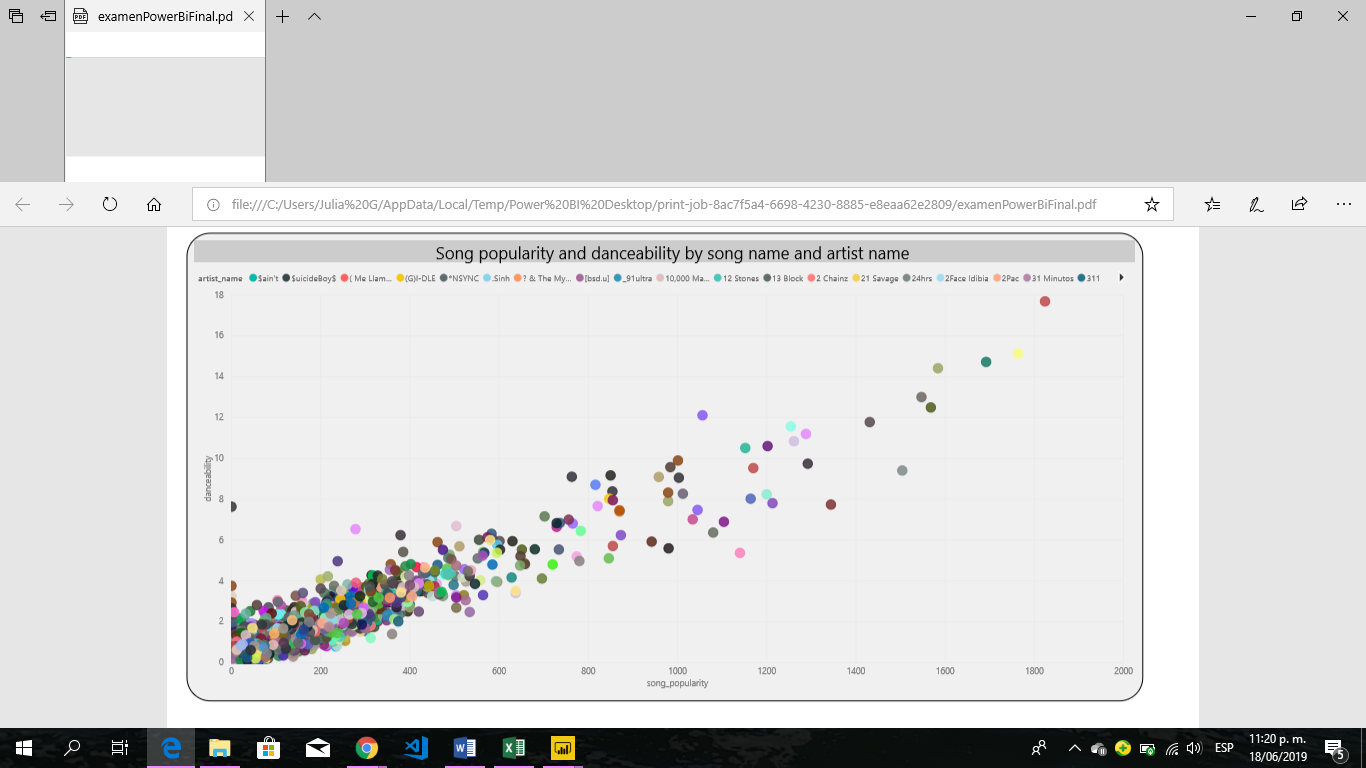 examenPowerBiFinal.pd
file:///C:/Users/Julia%20G/AppData/Local/Temp/Power%20BI%20Desktop/print-job-8ac7f5a4-6698-4230-8885-e8eaa62e2809/examenPowerBiFinal.pdf
Song popularity and danceability by song name and artist name
artist_name $ain't $uicideBoy$ ( Me Llam... (G)I-DLE *NSYNC .Sinh ? & The My... [bsd.u] _91ultra 10,000 Ma... 12 Stones 13 Block 2 Chainz 21 Savage 24hrs 2Face Idibia 2Pac 31 Minutos 311
18
16
14
12
10
8
6
4
2
0
danceability
0 200 400 600 800 1000 1200 1400 1600 1800 2000
song_popularity
ESP
11:20 p. m.
18/06/2019
5